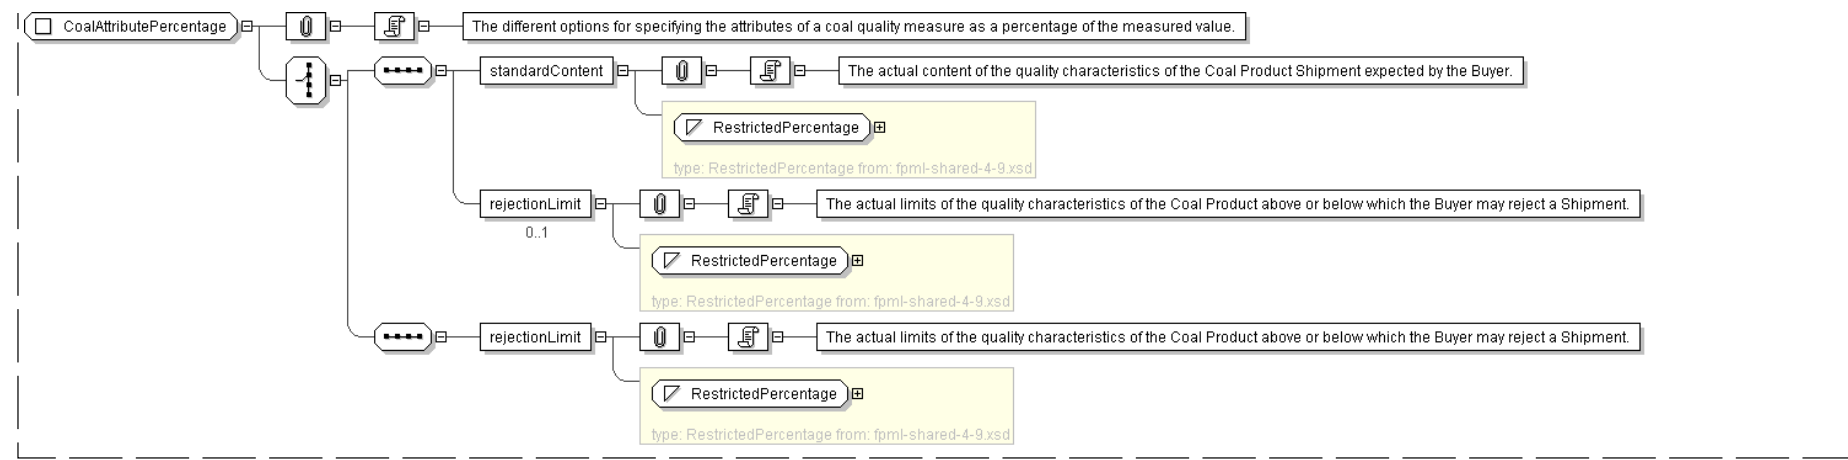 CoalAttributePercentage
The different options for specifying the attributes of a coal quality measure as a percentage of the measured value.
standardContent
The actual content of the quality characteristics of the Coal Product Shipment expected by the Buyer.
RestrictedPercentage
type: RestrictedPercentage from: fpml-shared-4-9.xsd
rejectionLimit
The actual limits of the quality characteristics of the Coal Product above or below which the Buyer may reject a Shipment.
0..1
RestrictedPercentage
type: RestrictedPercentage from: fpml-shared-4-9.xsd
rejectionLimit
The actual limits of the quality characteristics of the Coal Product above or below which the Buyer may reject a Shipment.
RestrictedPercentage
type: RestrictedPercentage from: fpml-shared-4-9.xsd